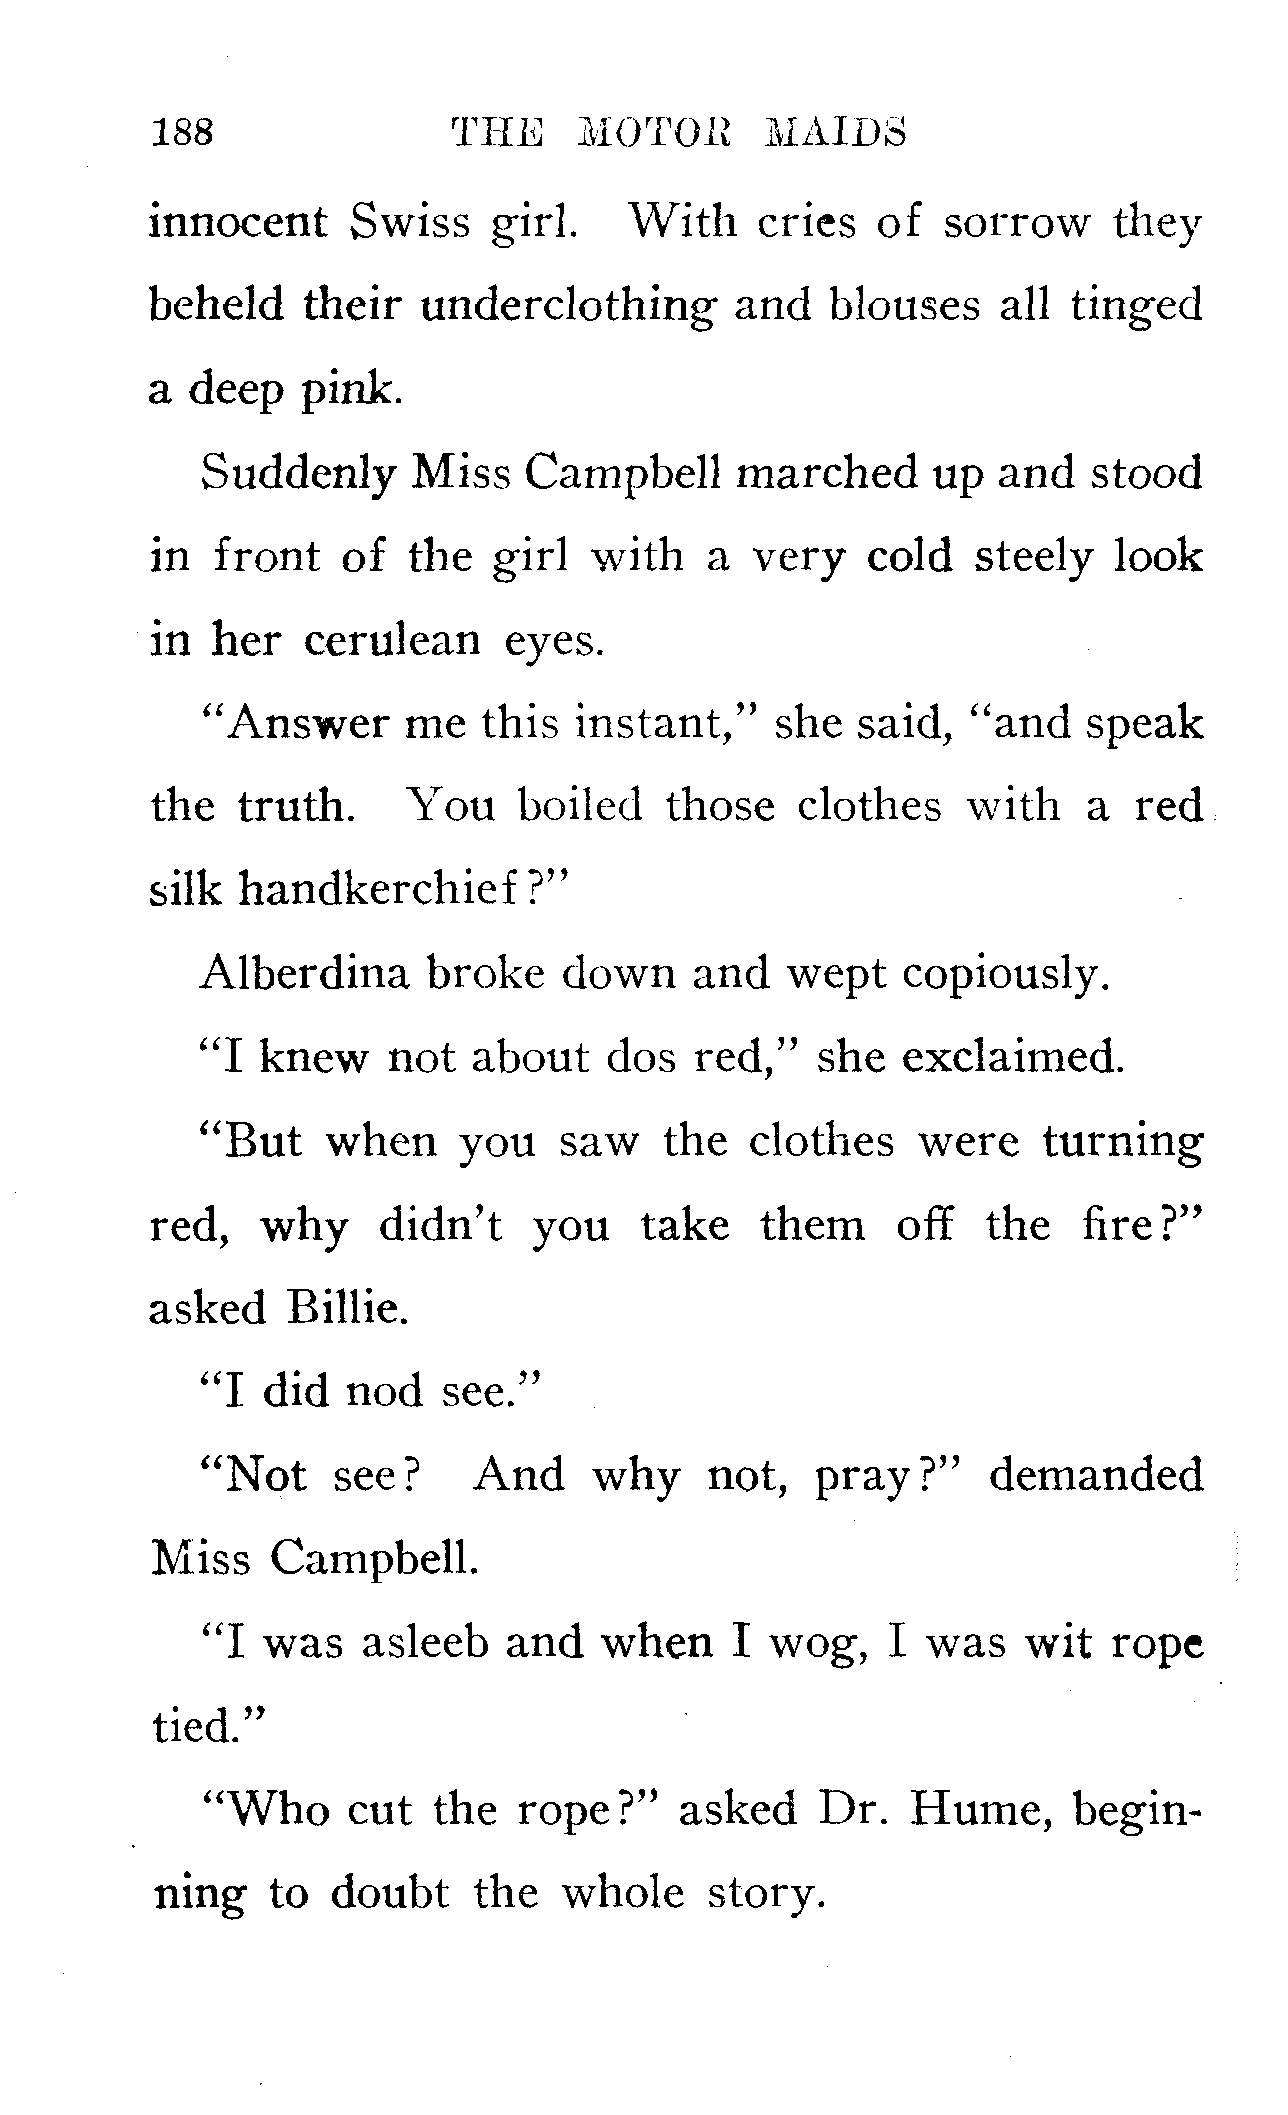 188 THE MOTOR MAIDS
innocent Swiss girl. With cries of sorrow they
beheld their underclothing and blouses all tinged
a deep pink.
Suddenly Miss Campbell marched up and stood
in front of the girl with a very cold steely look
in her cerulean eyes.
“Answer me this instant,” she said, “and speak
the truth. You boiled those clothes with a red
silk handkerchief?”
Alberdina broke down and wept copiously.
“I knew not about dos red,” she exclaimed.
“But when you saw the clothes were turning
red, why didn't you take them off the fire?”
asked Billie.
“I did nod see.”
“Not see? And why not, pray?” demanded
Miss Campbell.
“I was asleeb and when I wog, I was wit rope
tied.”
“Who cut the rope?” asked Dr. Hume, begin-
ning to doubt the whole story.